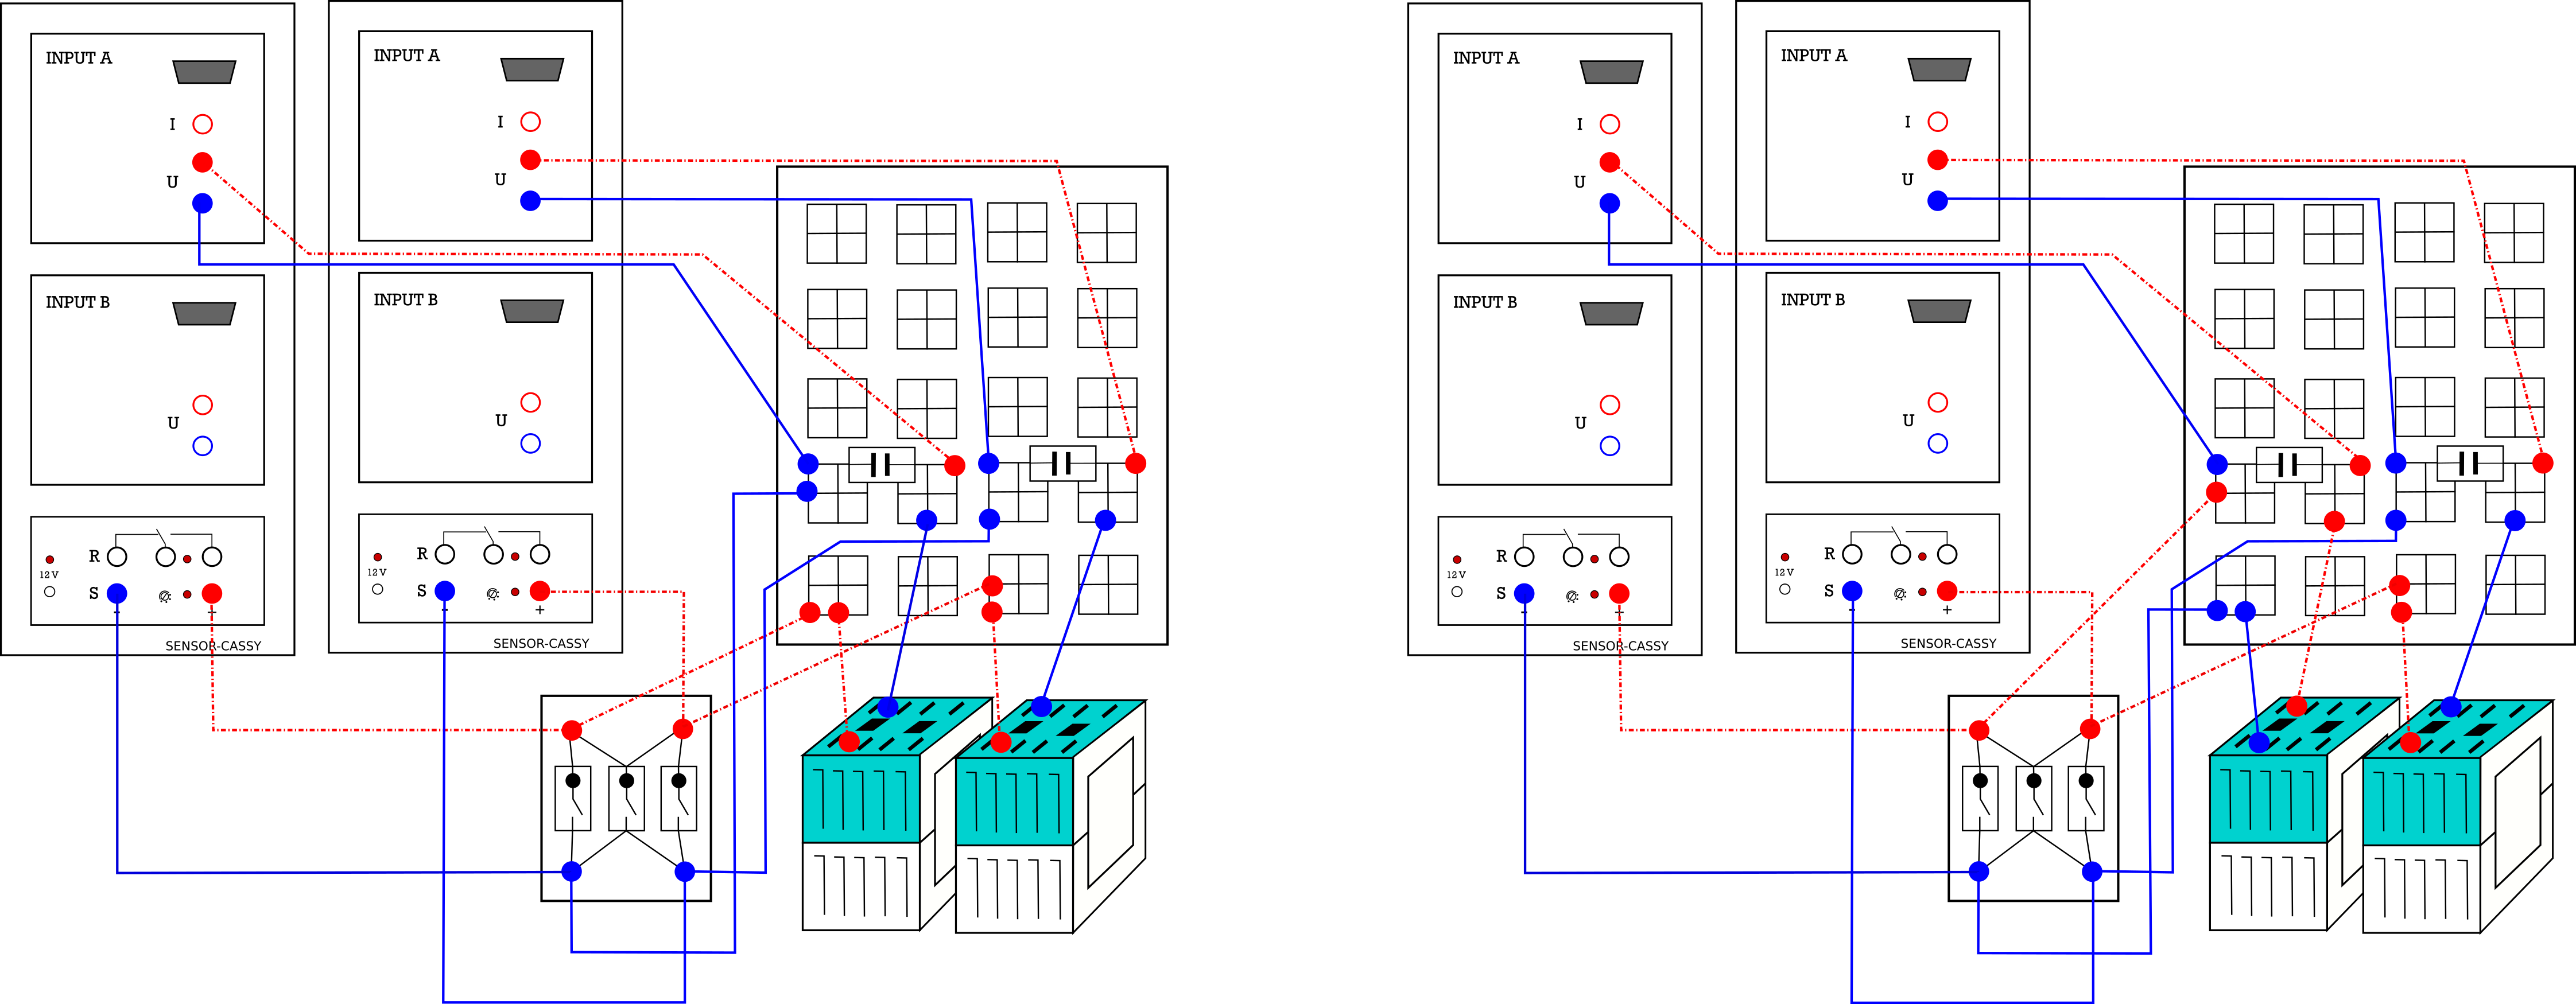 INPUT A
I
U
INPUT B
U
R
12 V
S
-
+
SENSOR-CASSY
INPUT A
I
U
INPUT B
U
R
12 V
S
-
+
SENSOR-CASSY
INPUT A
I
U
INPUT B
U
R
12 V
S
-
+
SENSOR-CASSY
INPUT A
I
U
INPUT B
U
R
12 V
S
-
+
SENSOR-CASSY